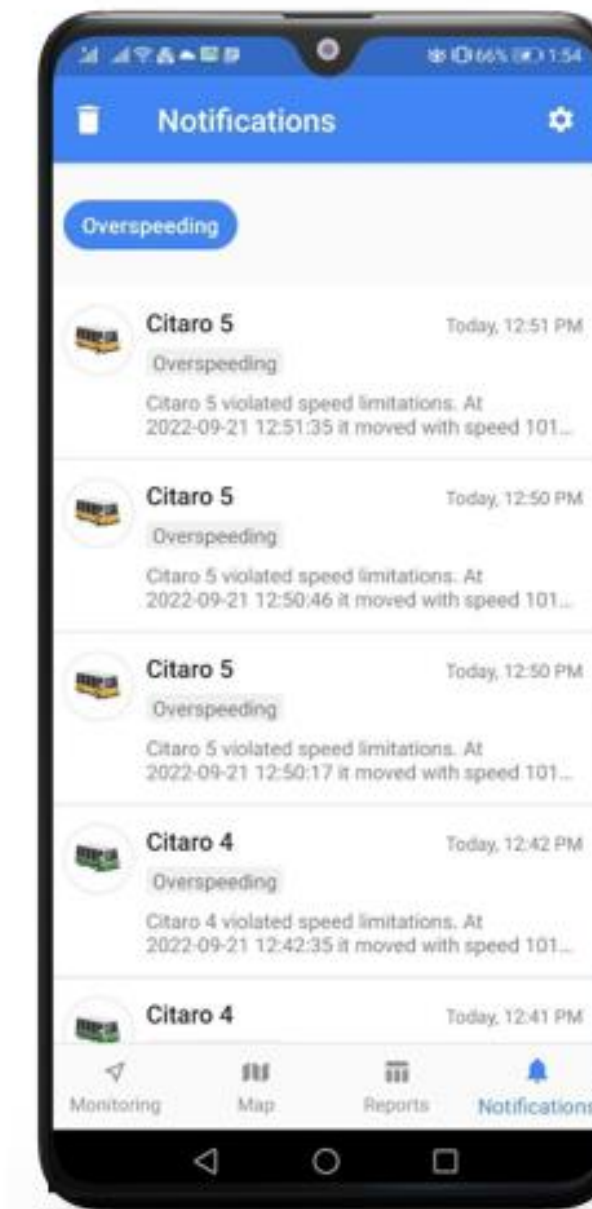 66% 1:54
Notifications
Overspeeding
Citaro 5 Today, 12:51 PM
Overspeeding
Citaro 5 violated speed limitations. At
2022-09-21 12:51:35 it moved with speed 101...
Citaro 5 Today, 12:50 PM
Overspeeding
Citaro 5 violated speed limitations. At
2022-09-21 12:50:46 it moved with speed 101...
Citaro 5 Today, 12:50 PM
Overspeeding
Citaro 5 violated speed limitations. At
2022-09-21 12:50:17 it moved with speed 101...
Citaro 4 Today, 12:42 PM
Overspeeding
Citaro 4 violated speed limitations. At
2022-09-21 12:42:35 it moved with speed 101...
Citaro 4 Today, 12:41 PM
Monitoring Map Reports Notifications